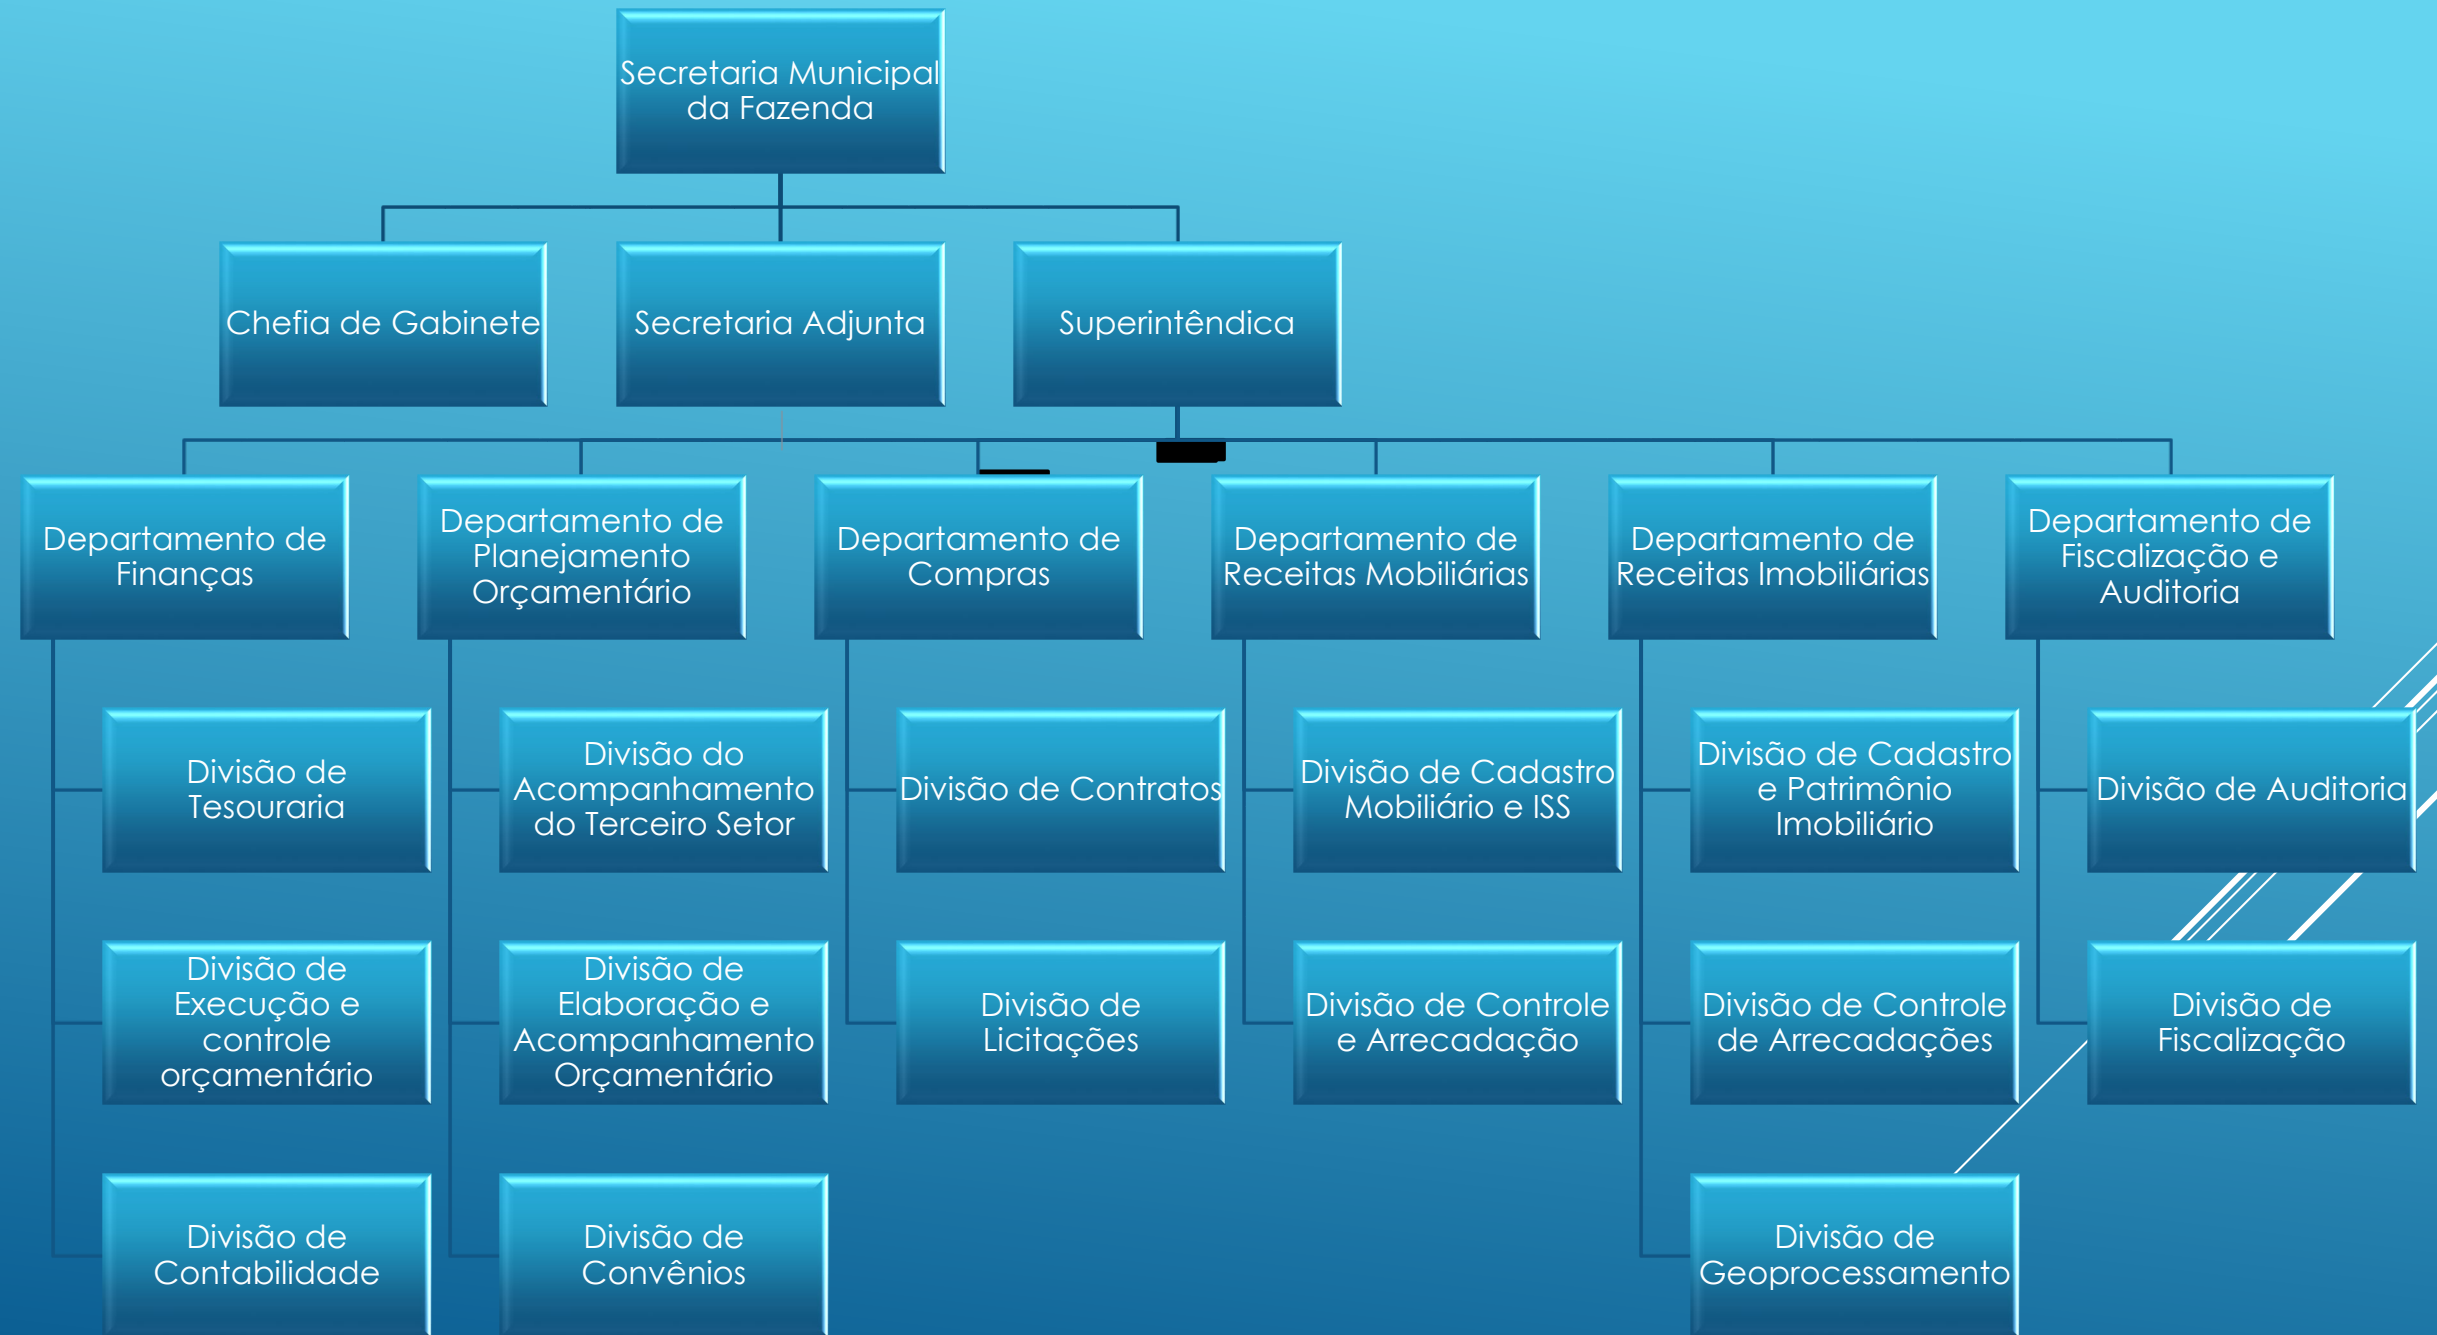 Secretaria Municipal
da Fazenda
Chefia de Gabinete
Secretaria Adjunta
Superintêndica
Departamento de
Finanças
Departamento de
Planejamento
Orçamentário
Departamento de
Compras
Departamento de
Receitas Mobiliárias
Departamento de
Receitas Imobiliárias
Departamento de
Fiscalização e
Auditoria
Divisão de
Tesouraria
Divisão do
Acompanhamento
do Terceiro Setor
Divisão de Contratos
Divisão de Cadastro
Mobiliário e ISS
Divisão de Cadastro
e Patrimônio
Imobiliário
Divisão de Auditoria
Divisão de
Execução e
controle
orçamentário
Divisão de
Elaboração e
Acompanhamento
Orçamentário
Divisão de
Licitações
Divisão de Controle
e Arrecadação
Divisão de Controle
de Arrecadações
Divisão de
Fiscalização
Divisão de
Contabilidade
Divisão de
Convênios
Divisão de
Geoprocessamento